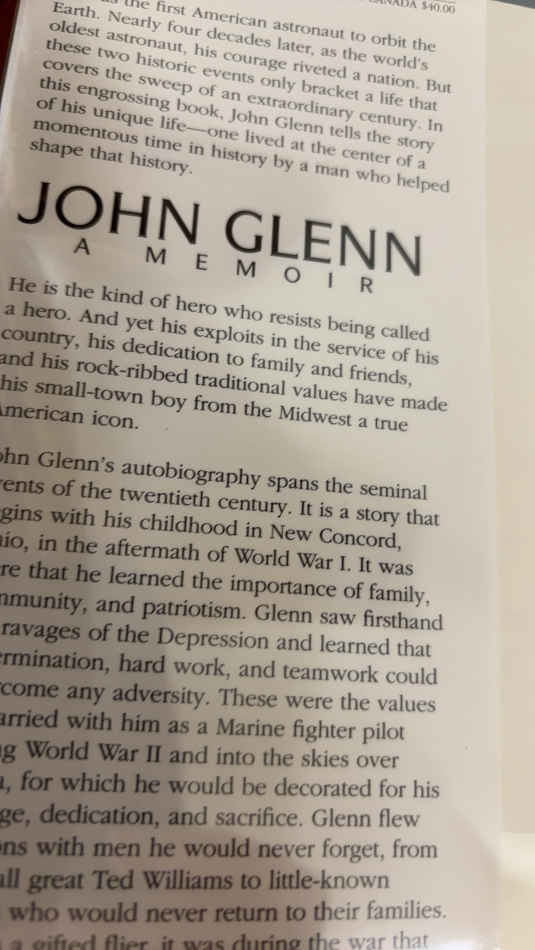 CANADA $40.00
the first American astronaut to orbit the
Earth. Nearly four decades later, as the world's
oldest astronaut, his courage riveted a nation. But
these two historic events only bracket a life that
covers the sweep of an extraordinary century. In
this engrossing book, John Glenn tells the story
of his unique life—one lived at the center of a
momentous time in history by a man who helped
shape that history.
JOHN GLENN
A MEMOIR
He is the kind of hero who resists being called
a hero. And yet his exploits in the service of his
country, his dedication to family and friends,
and his rock-ribbed traditional values have made
his small-town boy from the Midwest a true
American icon.
ohn Glenn's autobiography spans the seminal
ents of the twentieth century. It is a story that
gins with his childhood in New Concord,
io, in the aftermath of World War I. It was
re that he learned the importance of family,
mmunity, and patriotism. Glenn saw firsthand
ravages of the Depression and learned that
ermination, hard work, and teamwork could
come any adversity. These were the values
arried with him as a Marine fighter pilot
g World War II and into the skies over
, for which he would be decorated for his
ge, dedication, and sacrifice. Glenn flew
ns with men he would never forget, from
all great Ted Williams to little-known
who would never return to their families.
a gifted flier, it was during the war that